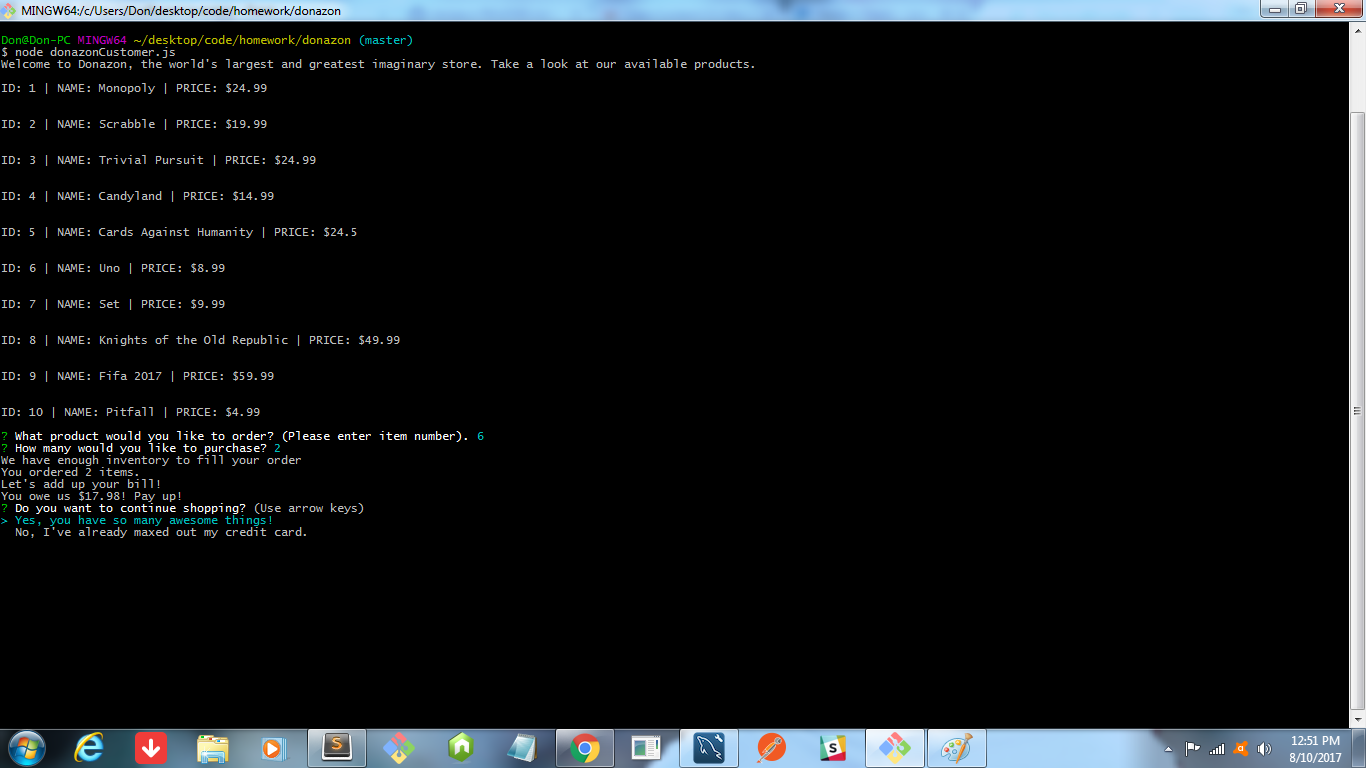 MINGW64:/c/Users/Don/desktop/code/homework/donazon
Don@Don-PC MINGW64 ~/desktop/code/homework/donazon (master)
$ node donazonCustomer.js
Welcome to Donazon, the world's largest and greatest imaginary store. Take a look at our available products.
ID: 1 | NAME: Monopoly | PRICE: $24.99
ID: 2 | NAME: Scrabble | PRICE: $19.99
ID: 3 | NAME: Trivial Pursuit | PRICE: $24.99
ID: 4 | NAME: Candyland | PRICE: $14.99
ID: 5 | NAME: Cards Against Humanity | PRICE: $24.5
ID: 6 | NAME: Uno | PRICE: $8.99
ID: 7 | NAME: Set | PRICE: $9.99
ID: 8 | NAME: Knights of the Old Republic | PRICE: $49.99
ID: 9 | NAME: Fifa 2017 | PRICE: $59.99
ID: 10 | NAME: Pitfall | PRICE: $4.99
? What product would you like to order? (Please enter item number). 6
? How many would you like to purchase? 2
We have enough inventory to fill your order
You ordered 2 items.
Let's add up your bill!
You owe us $17.98! Pay up!
? Do you want to continue shopping? (Use arrow keys)
> Yes, you have so many awesome things!
No, I've already maxed out my credit card.
12:51 PM
8/10/2017